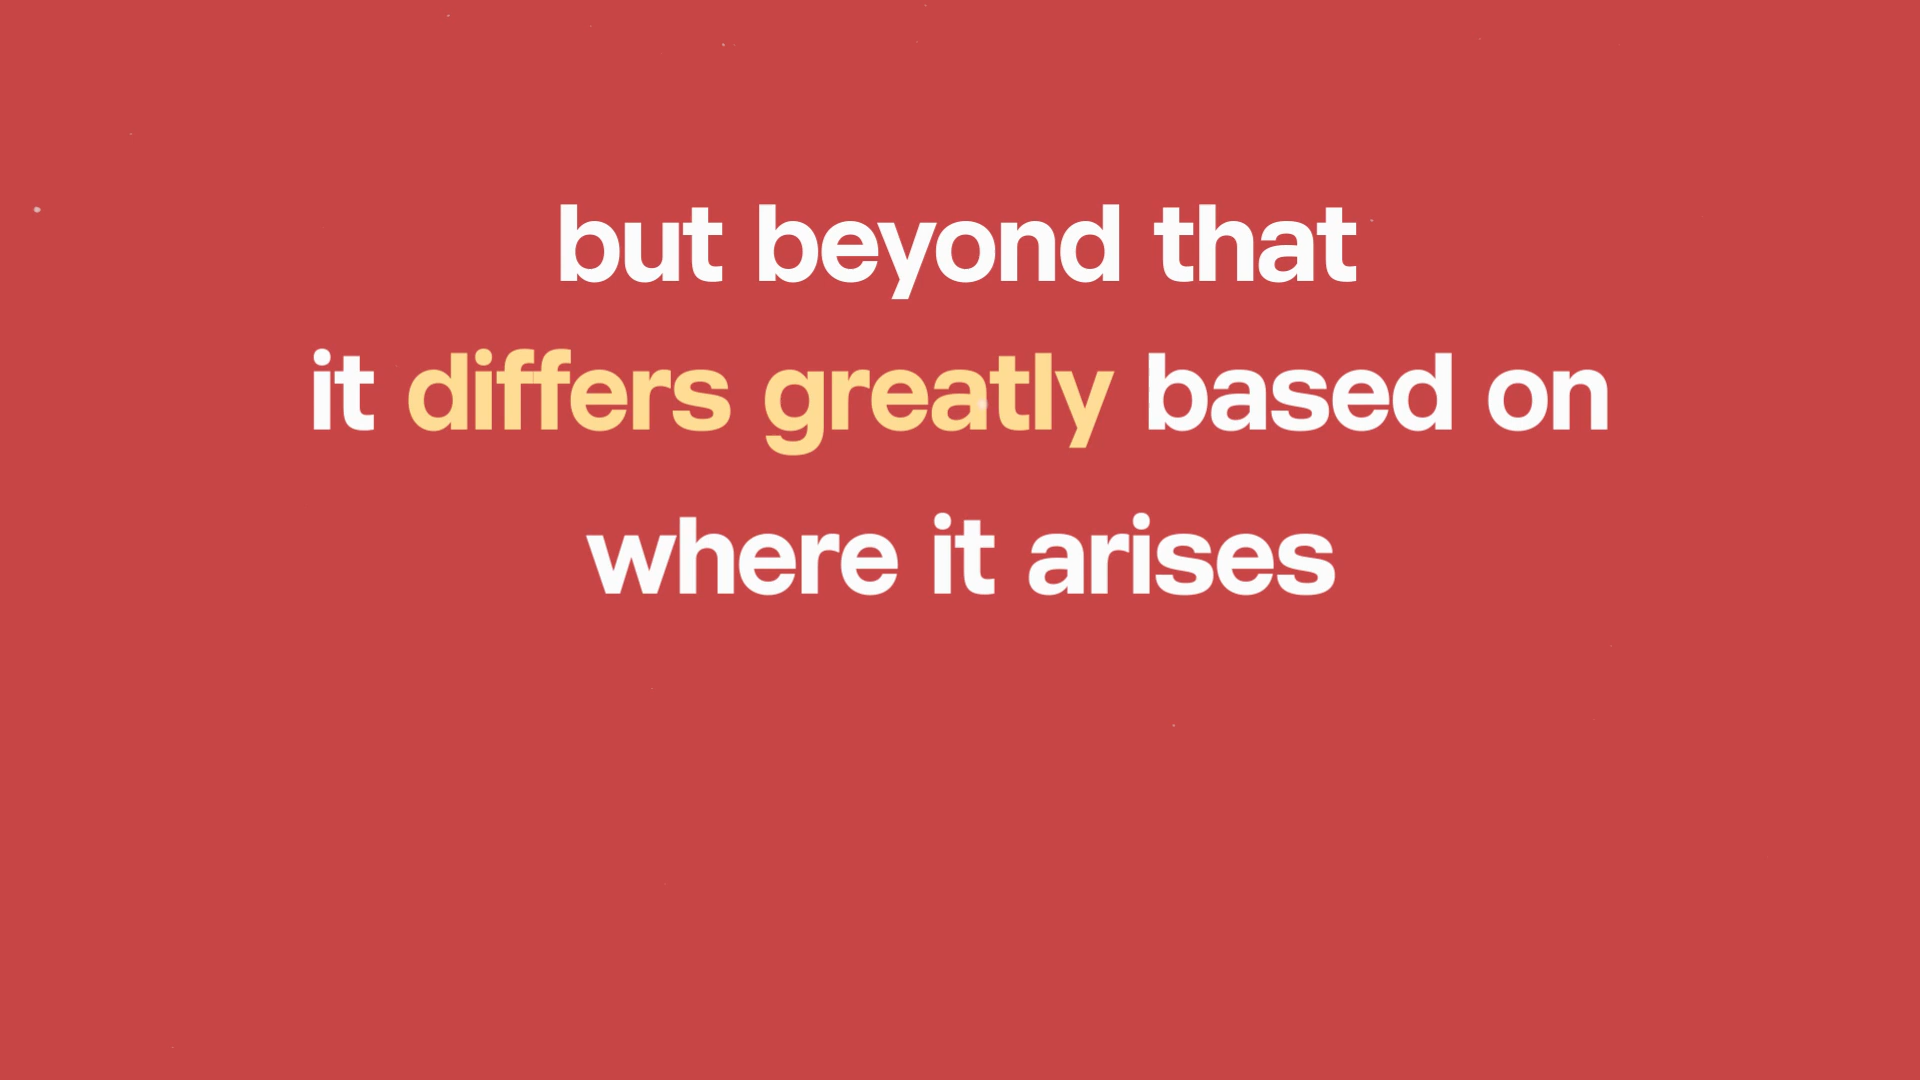 but beyond that
it differs greatly based on
where it arises